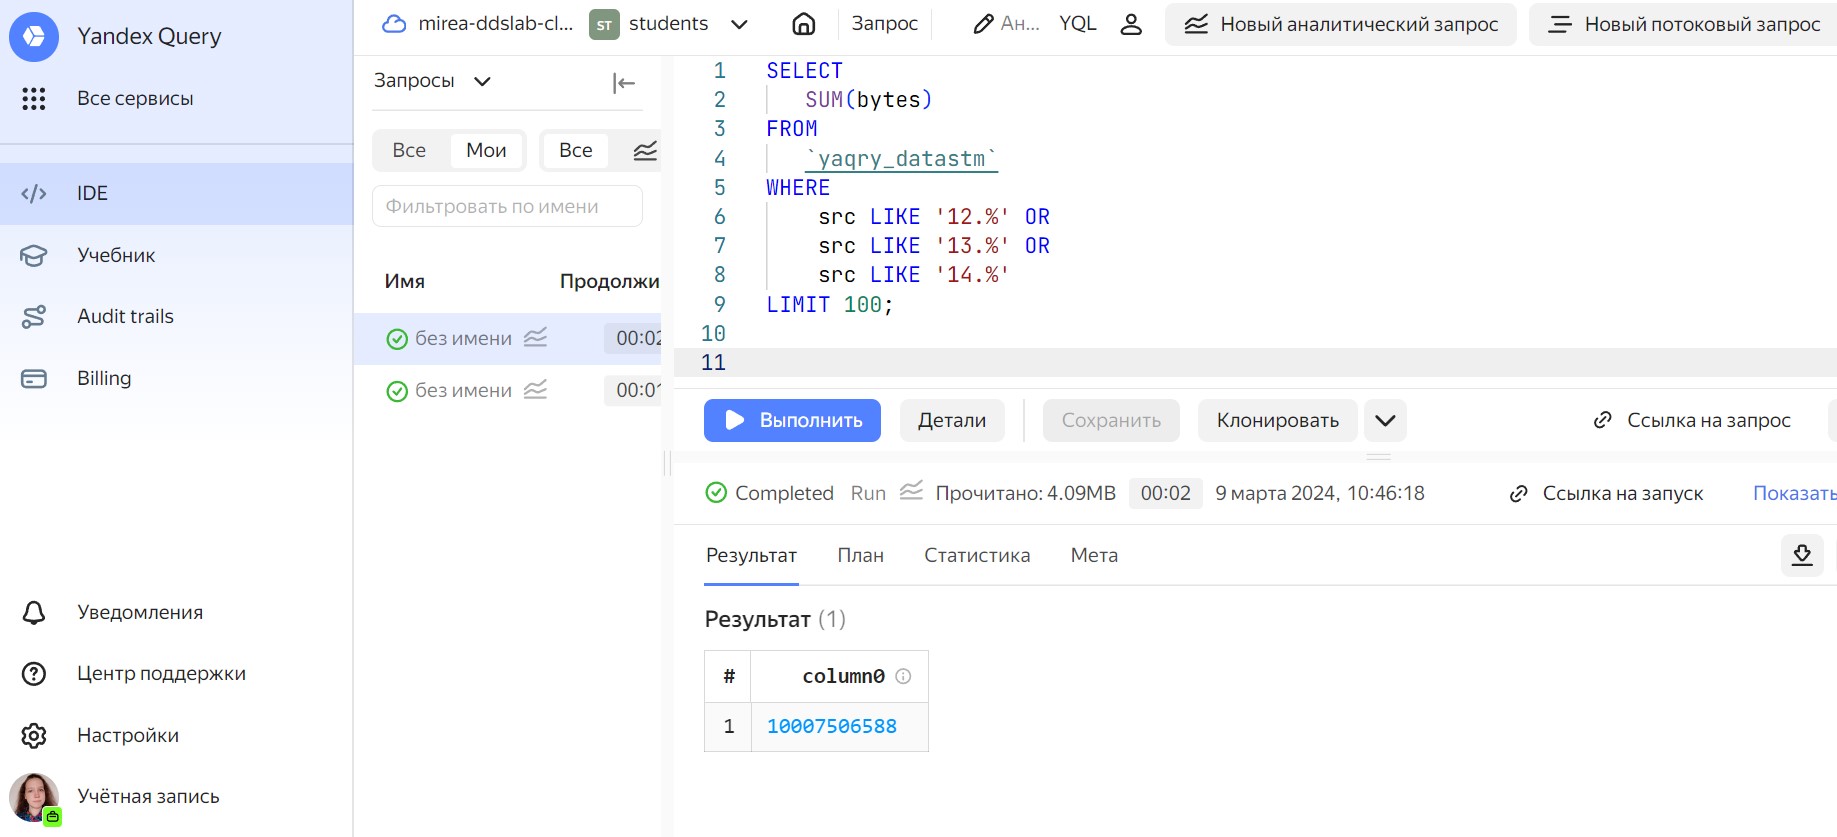 Yandex Query
Все сервисы
IDE
Учебник
Audit trails
Billing
Уведомления
Центр поддержки
Настройки
Учётная запись
mirea-ddslab-cl... ST students Запрос Ан... YQL Новый аналитический запрос Новый потоковый запрос
Запросы
Все Мои Все
Фильтровать по имени
Имя Продолжи
без имени 00:02
без имени 00:01
1 SELECT
2 SUM(bytes)
3 FROM
4 `yaqry_datastm`
5 WHERE
6 src LIKE '12.%' OR
7 src LIKE '13.%' OR
8 src LIKE '14.%'
9 LIMIT 100;
10
11
Выполнить Детали Сохранить Клонировать Ссылка на запрос
Completed Run Прочитано: 4.09MB 00:02 9 марта 2024, 10:46:18 Ссылка на запуск Показать
Результат План Статистика Мета
Результат (1)
# column0
1 10007506588